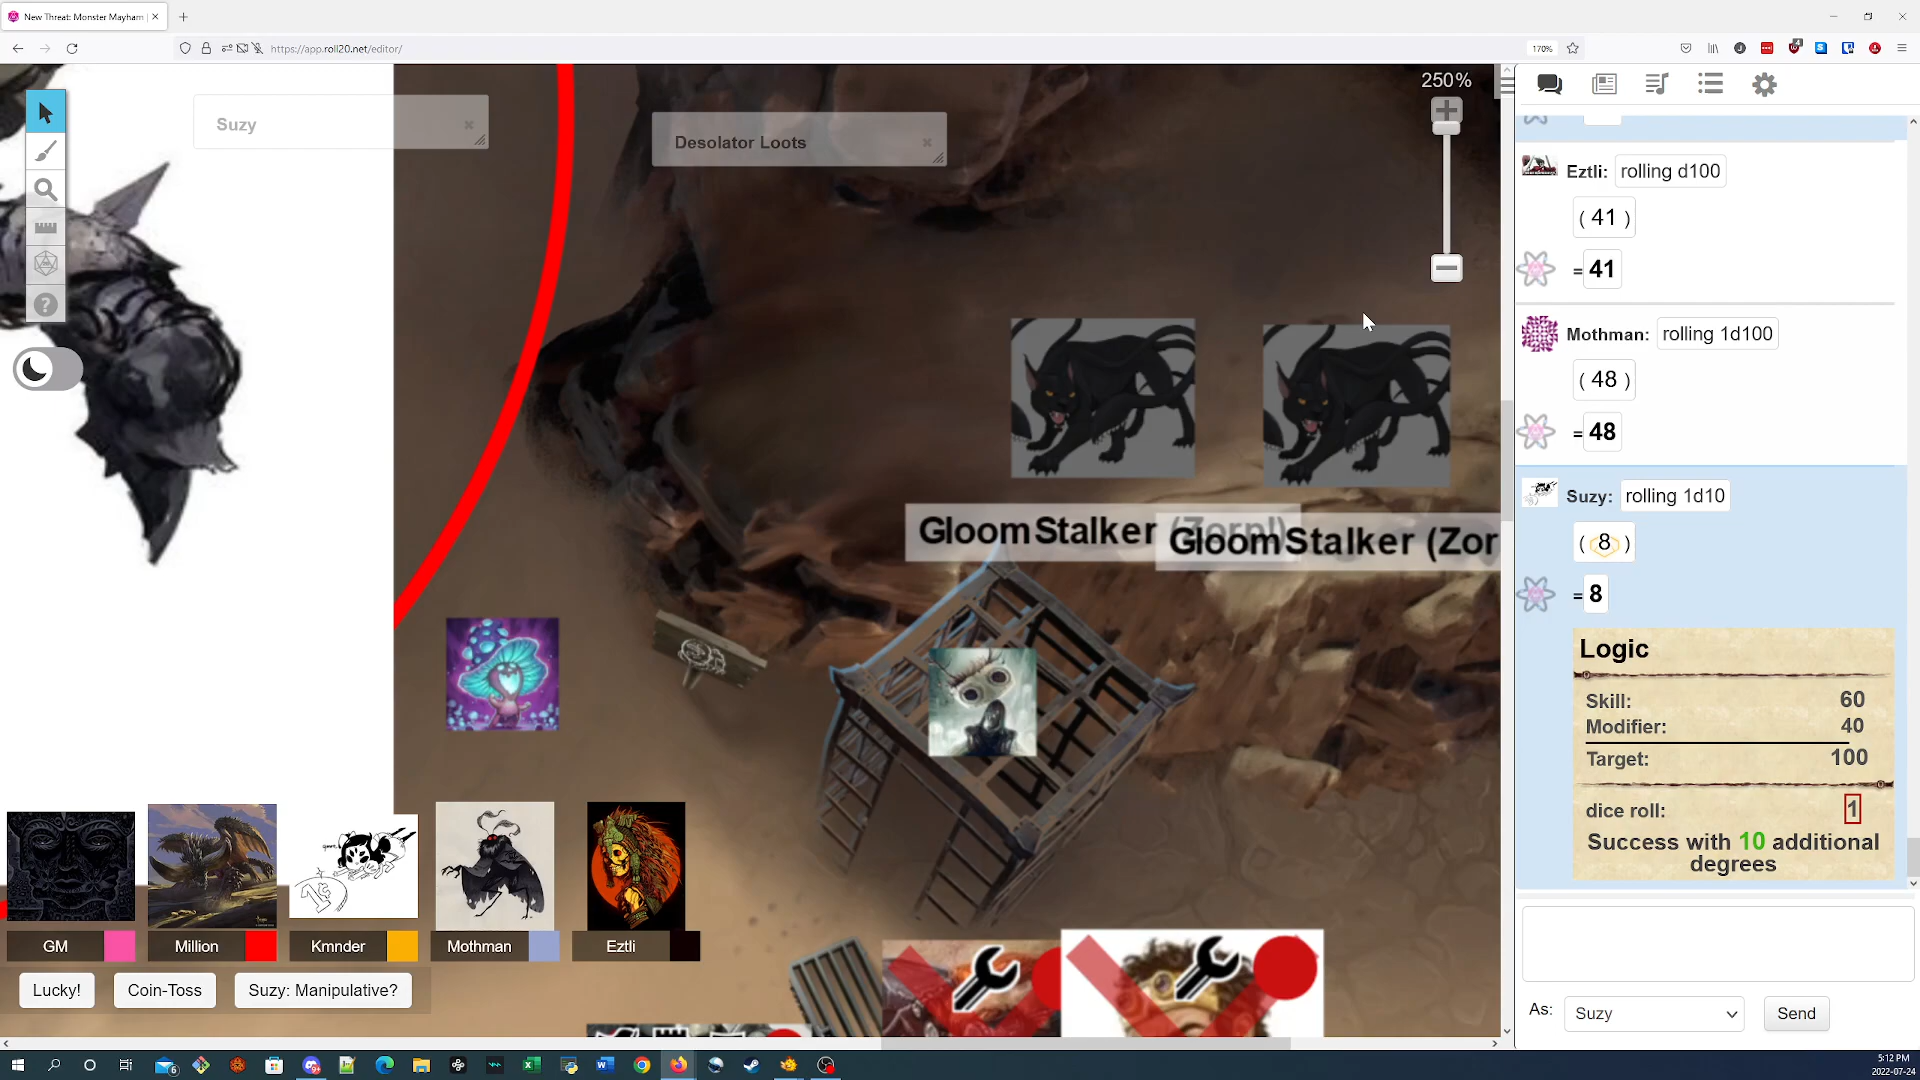 New Threat: Monster Mayham
https://app.roll20.net/editor/
170%
4
250%
Suzy
Desolator Loots
GloomStalker (Zorp!)
GloomStalker (Zor
GM
Million
Kmnder
Mothman
Eztli
Lucky!
Coin-Toss
Suzy: Manipulative?
Eztli: rolling d100
( 41 )
= 41
Mothman: rolling 1d100
( 48 )
= 48
Suzy: rolling 1d10
( 8 )
= 8
Logic
Skill: 60
Modifier: 40
Target: 100
dice roll: 1
Success with 10 additional
degrees
As: Suzy
Send
6
5:12 PM
2022-07-24